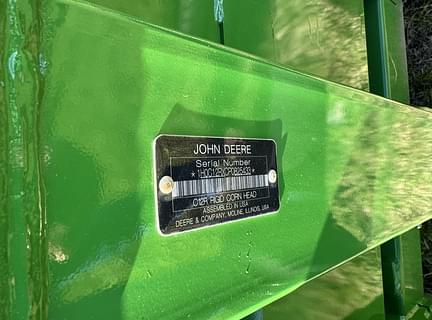 JOHN DEERE
Serial Number
C12R RIGID CORN HEAD
ASSEMBLED IN USA
DEERE & COMPANY, MOLINE, ILLINOIS, USA